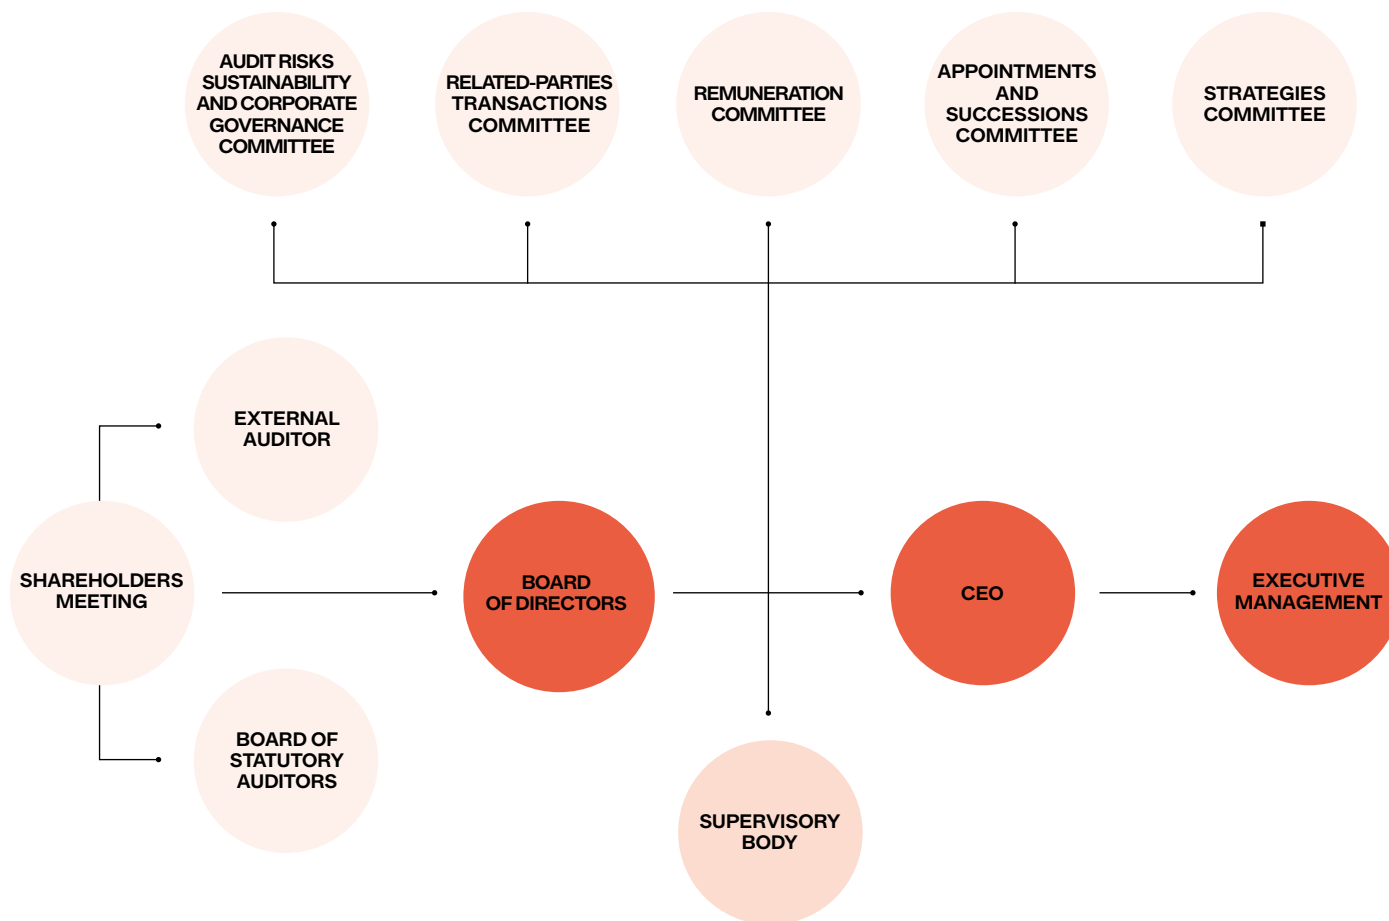 AUDIT RISKS
SUSTAINABILITY
AND CORPORATE
GOVERNANCE
COMMITTEE
RELATED-PARTIES
TRANSACTIONS
COMMITTEE
REMUNERATION
COMMITTEE
APPOINTMENTS
AND
SUCCESSIONS
COMMITTEE
STRATEGIES
COMMITTEE
EXTERNAL
AUDITOR
SHAREHOLDERS
MEETING
BOARD
OF DIRECTORS
CEO
EXECUTIVE
MANAGEMENT
BOARD OF
STATUTORY
AUDITORS
SUPERVISORY
BODY